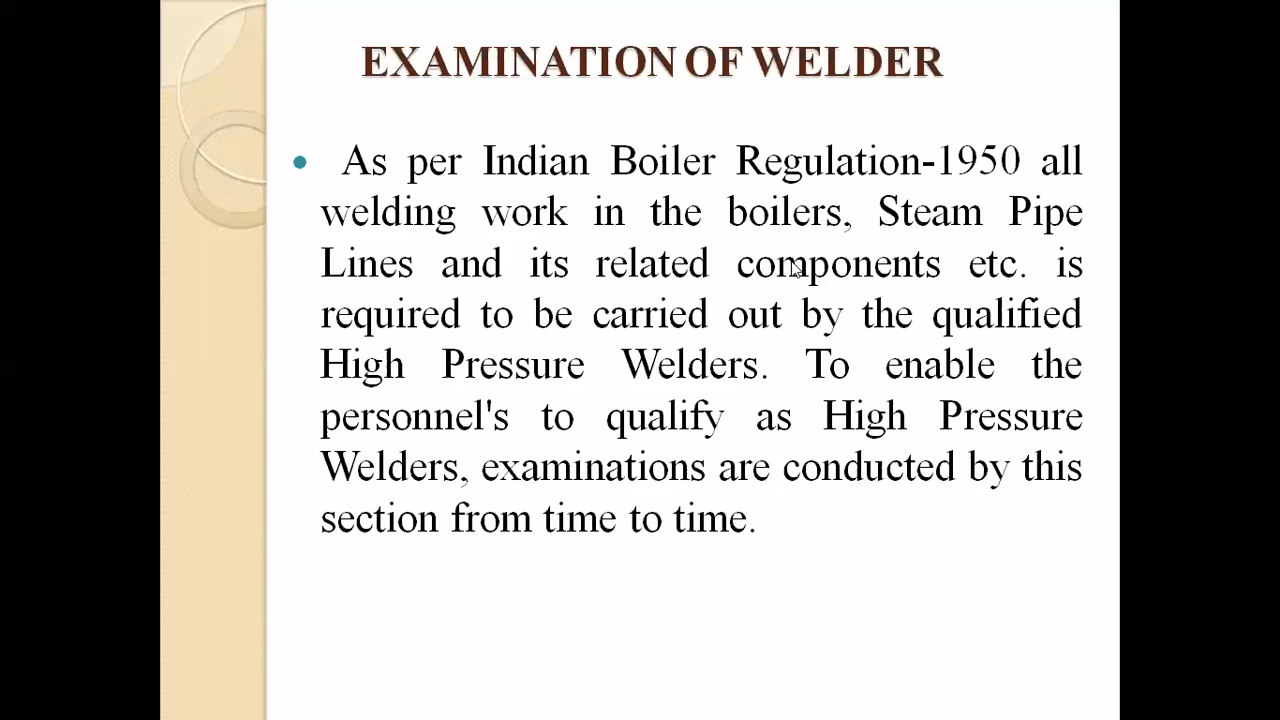 EXAMINATION OF WELDER
• As per Indian Boiler Regulation-1950 all
welding work in the boilers, Steam Pipe
Lines and its related components etc. is
required to be carried out by the qualified
High Pressure Welders. To enable the
personnel's to qualify as High Pressure
Welders, examinations are conducted by this
section from time to time.